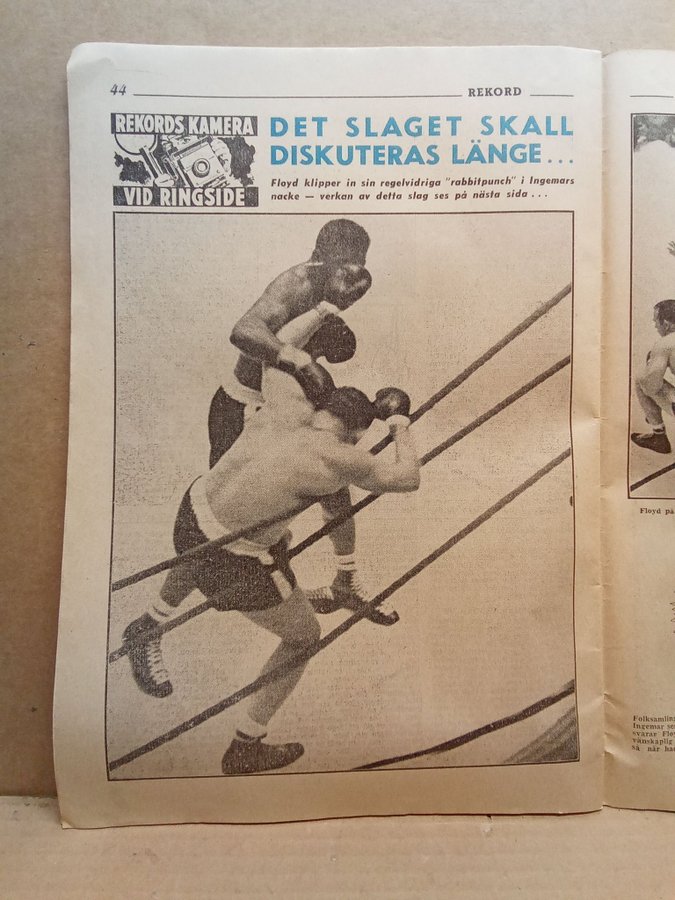 44
REKORD
REKORDS KAMERA
VID RINGSIDE
DET SLAGET SKALL
DISKUTERAS LÄNGE...
Floyd klipper in sin regelvidriga "rabbitpunch" i Ingemars
nacke — verkan av detta slag ses på nästa sida ...
Floyd på
Folksamlin
Ingemar se
svarar Flo
vänskaplig
så när ha